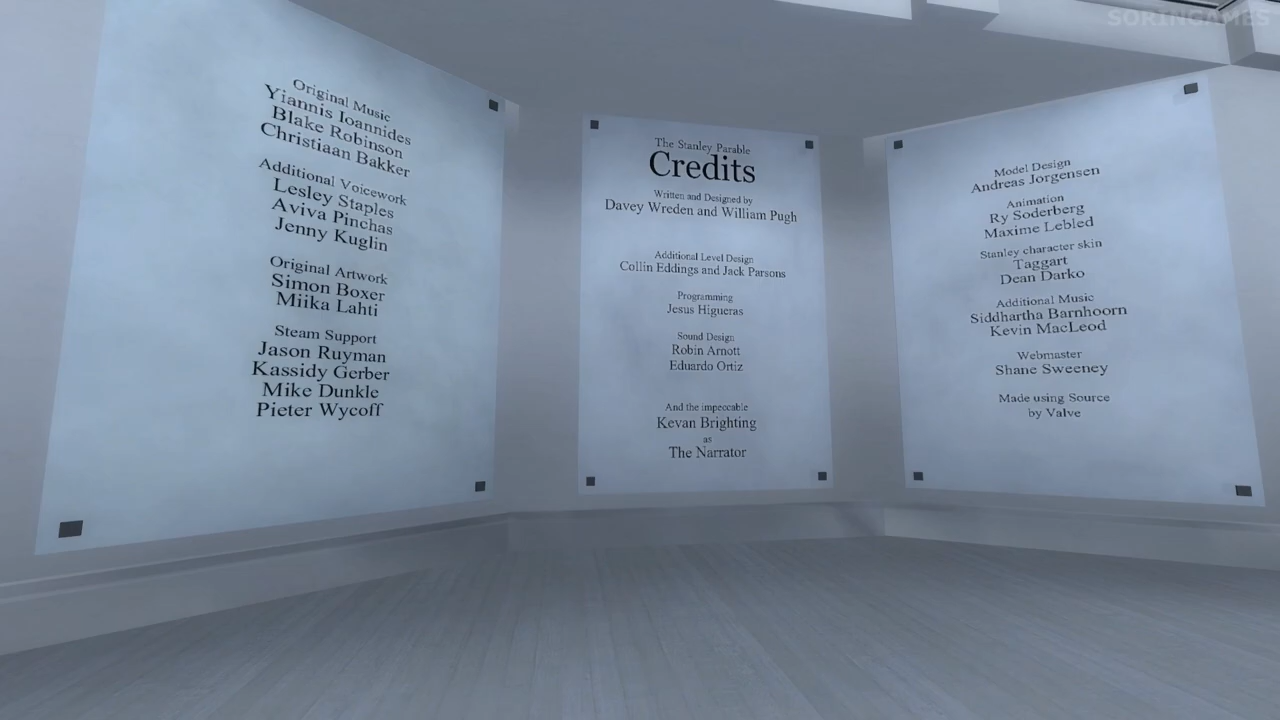 SORINGAMES
Original Music
Yiannis Ioannides
Blake Robinson
Christiaan Bakker
Additional Voicework
Lesley Staples
Aviva Pinchas
Jenny Kuglin
Original Artwork
Simon Boxer
Miika Lahti
Steam Support
Jason Ruyman
Kassidy Gerber
Mike Dunkle
Pieter Wycoff
The Stanley Parable
Credits
Written and Designed by
Davey Wreden and William Pugh
Additional Level Design
Collin Eddings and Jack Parsons
Programming
Jesus Higueras
Sound Design
Robin Arnott
Eduardo Ortiz
And the impeccable
Kevan Brighting
as
The Narrator
Model Design
Andreas Jörgensen
Animation
Ry Soderberg
Maxime Lebled
Stanley character skin
Taggart
Dean Darko
Additional Music
Siddhartha Barnhoorn
Kevin MacLeod
Webmaster
Shane Sweeney
Made using Source
by Valve